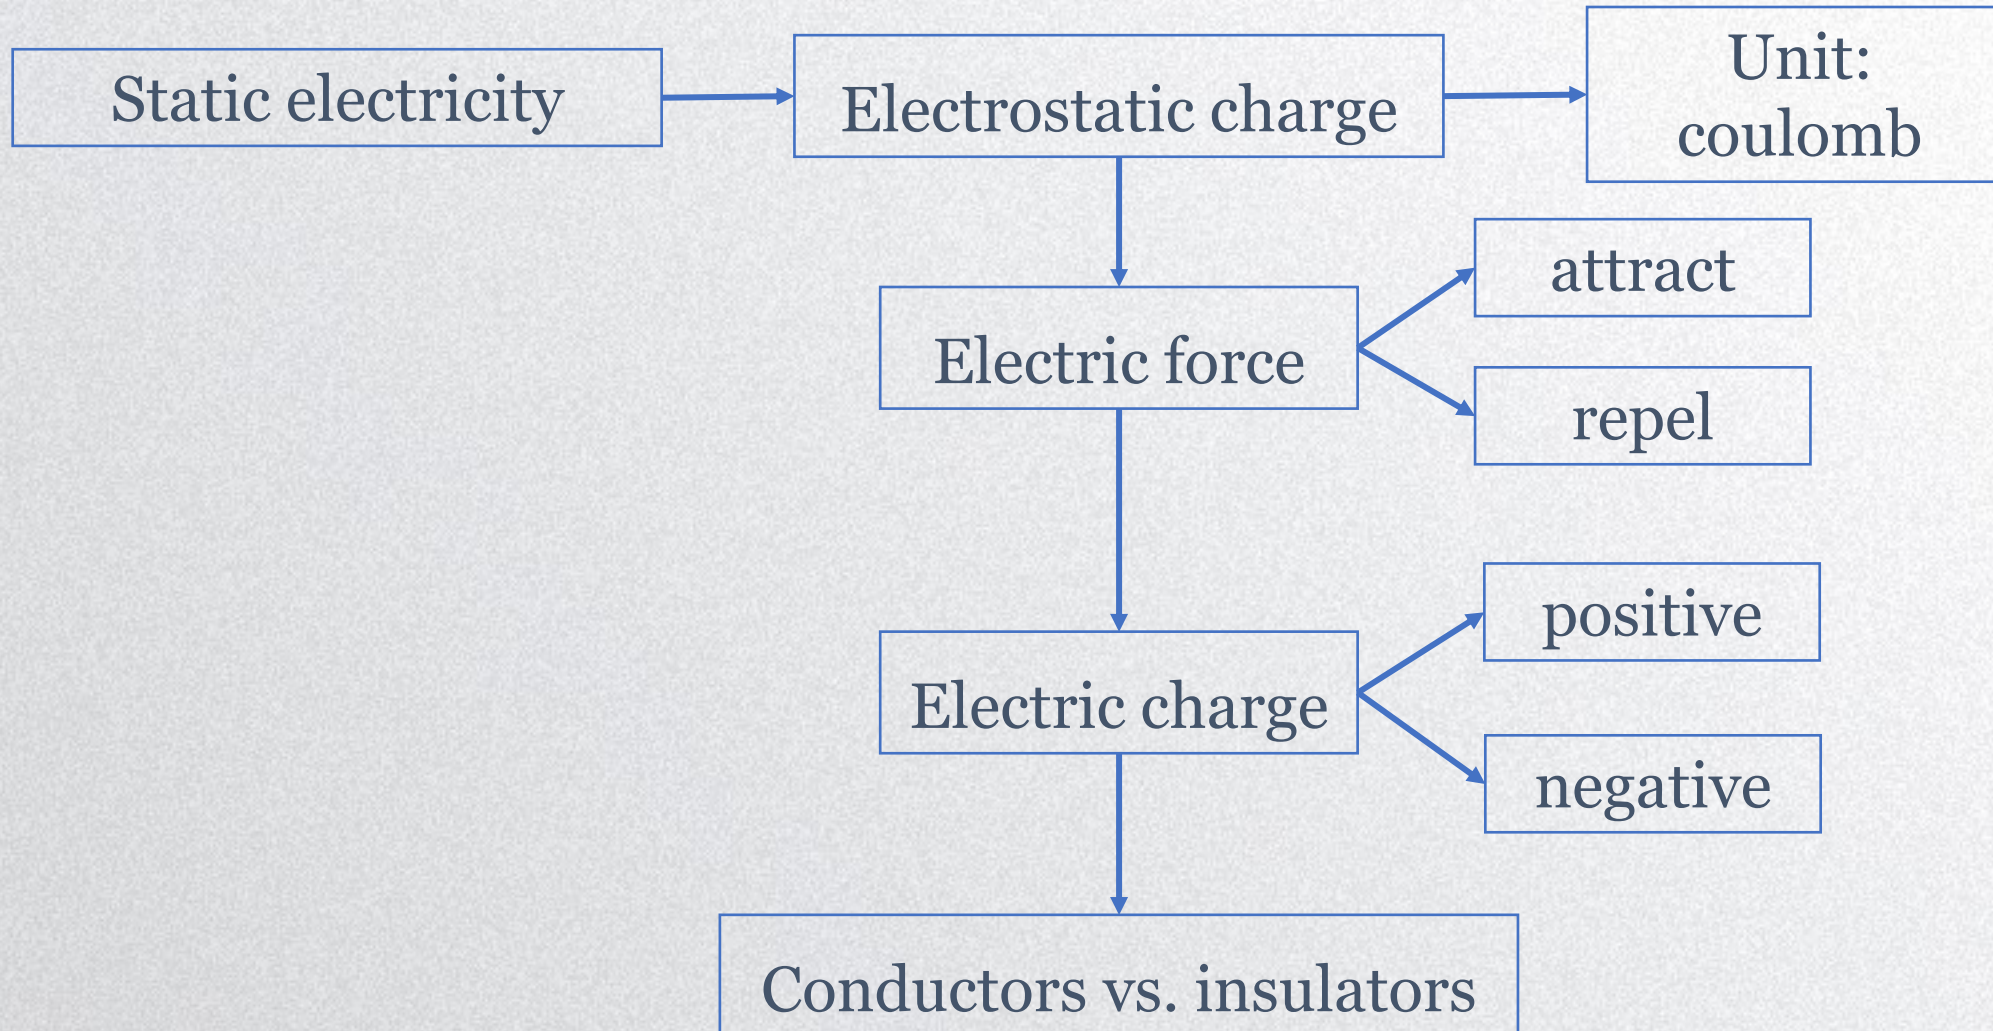 Static electricity
Electrostatic charge
Unit:
coulomb
attract
Electric force
repel
positive
Electric charge
negative
Conductors vs. insulators